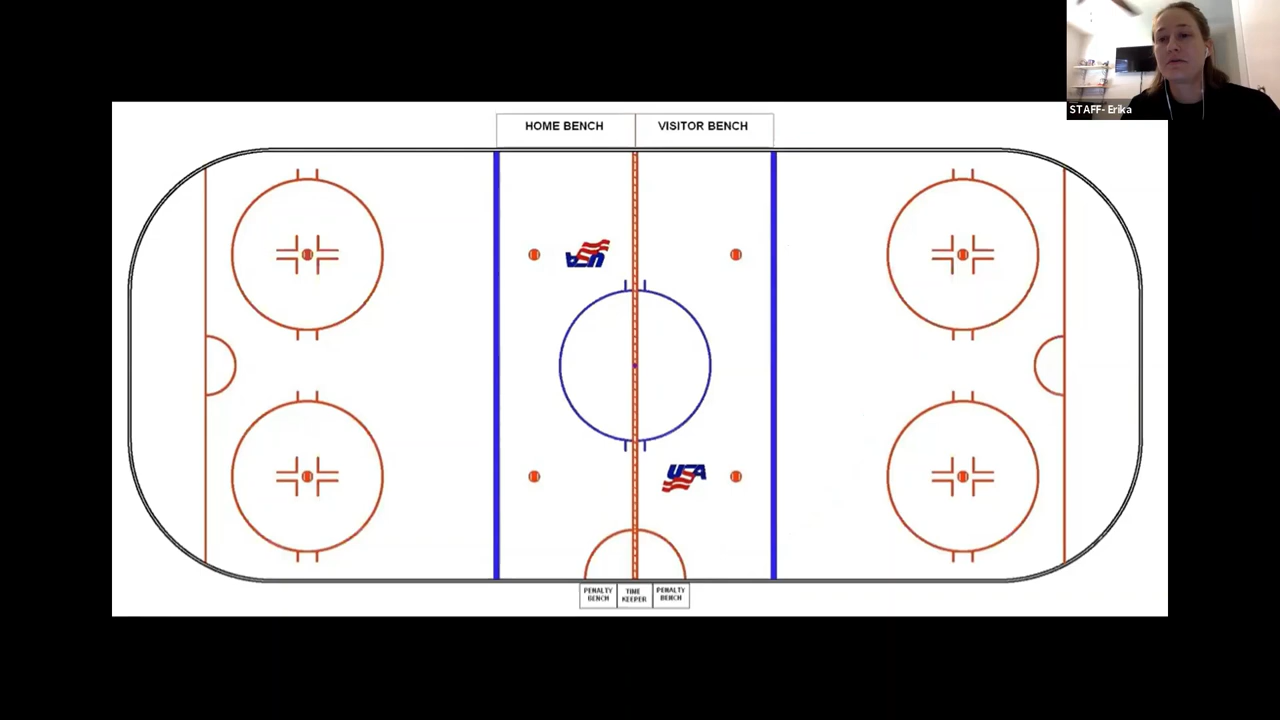 STAFF- Erika
HOME BENCH
VISITOR BENCH
USA
USA
PENALTY
BENCH
TIME
KEEPER
PENALTY
BENCH